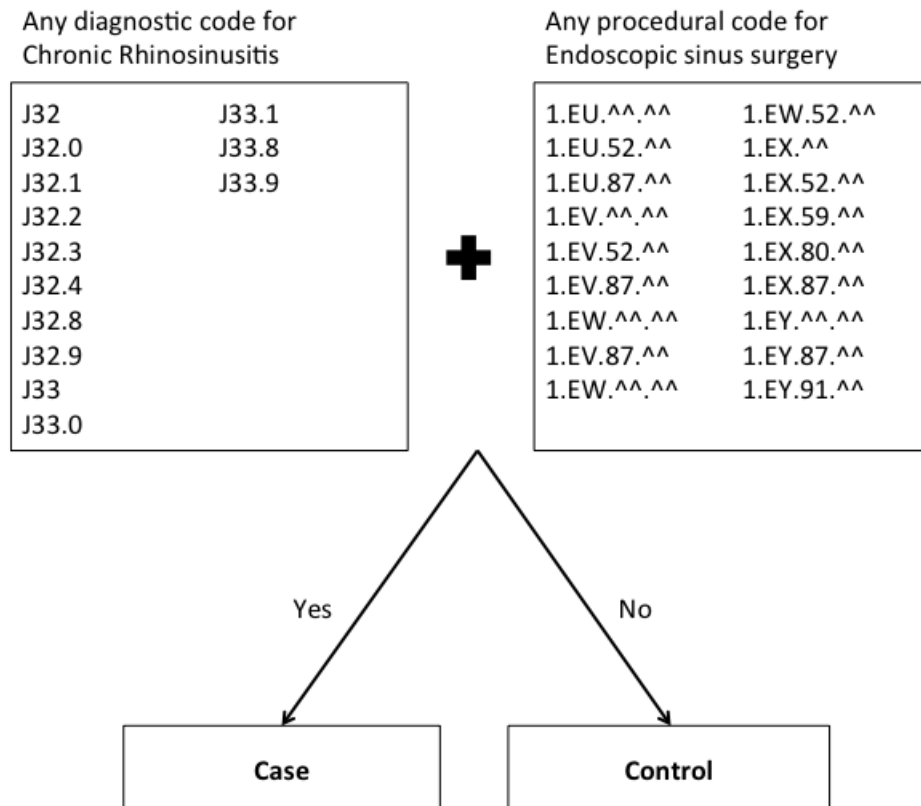 Any diagnostic code for
Chronic Rhinosinusitis
J32
J32.0
J32.1
J32.2
J32.3
J32.4
J32.8
J32.9
J33
J33.0
J33.1
J33.8
J33.9
Any procedural code for
Endoscopic sinus surgery
1.EU.^^.^^
1.EU.52.^^
1.EU.87.^^
1.EV.^^.^^
1.EV.52.^^
1.EV.87.^^
1.EW.^^.^^
1.EV.87.^^
1.EW.^^.^^
1.EW.52.^^
1.EX.^^
1.EX.52.^^
1.EX.59.^^
1.EX.80.^^
1.EX.87.^^
1.EY.^^.^^
1.EY.87.^^
1.EY.91.^^
Yes
No
Case
Control